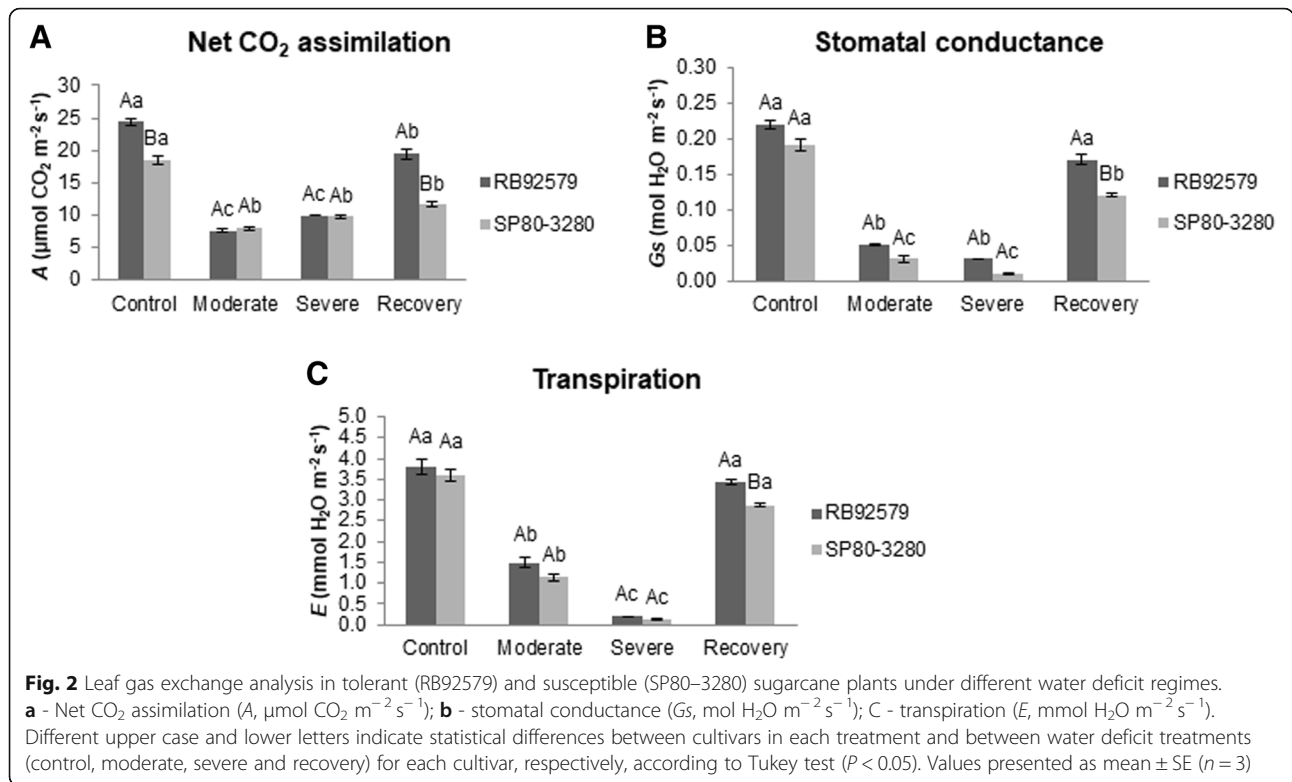 A
Net CO₂ assimilation
A (µmol CO₂ m⁻² s⁻¹)
30
25
20
15
10
5
0
Aa
Ba
Ac
Ab
Ac
Ab
Ab
Bb
Control
Moderate
Severe
Recovery
RB92579
SP80-3280
B
Stomatal conductance
Gs (mol H₂O m⁻² s⁻¹)
0.30
0.25
0.20
0.15
0.10
0.05
0.00
Aa
Aa
Ab
Ac
Ab
Ac
Aa
Bb
Control
Moderate
Severe
Recovery
RB92579
SP80-3280
C
Transpiration
E (mmol H₂O m⁻² s⁻¹)
5.0
4.5
4.0
3.5
3.0
2.5
2.0
1.5
1.0
0.5
0.0
Aa
Aa
Ab
Ab
Ac
Ac
Aa
Ba
Control
Moderate
Severe
Recovery
RB92579
SP80-3280
Fig. 2 Leaf gas exchange analysis in tolerant (RB92579) and susceptible (SP80–3280) sugarcane plants under different water deficit regimes.
a - Net CO₂ assimilation (A, µmol CO₂ m⁻² s⁻¹); b - stomatal conductance (Gs, mol H₂O m⁻² s⁻¹); C - transpiration (E, mmol H₂O m⁻² s⁻¹).
Different upper case and lower letters indicate statistical differences between cultivars in each treatment and between water deficit treatments
(control, moderate, severe and recovery) for each cultivar, respectively, according to Tukey test (P < 0.05). Values presented as mean ± SE (n = 3)